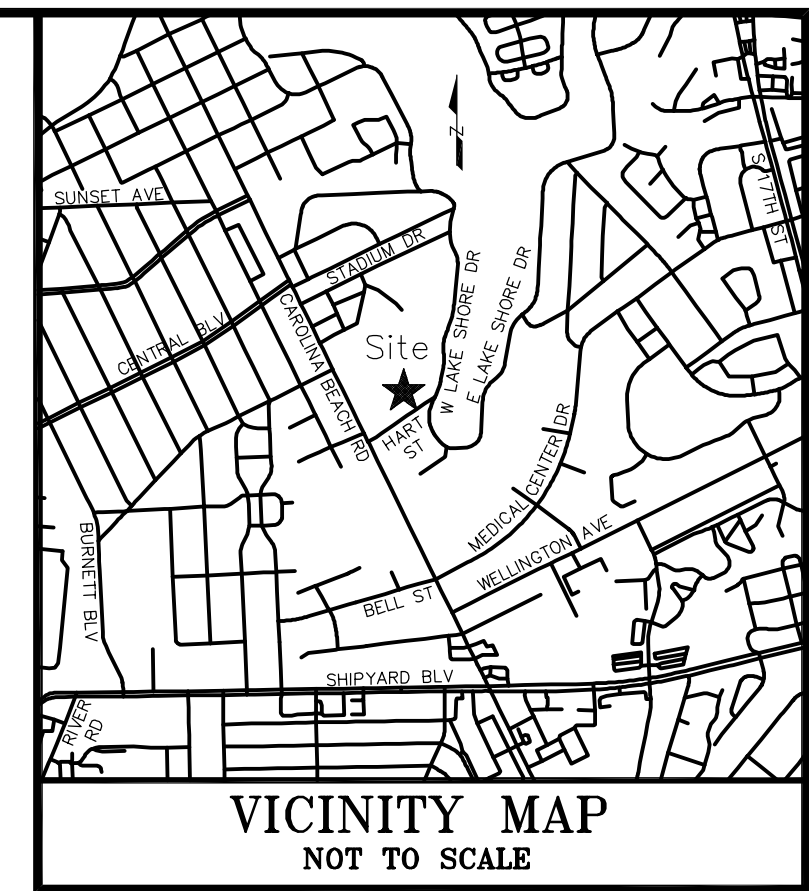 N
S 17TH ST
SUNSET AVE
STADIUM DR
W LAKE SHORE DR
E LAKE SHORE DR
CENTRAL BLV
CAROLINA BEACH RD
Site
HART
ST
MEDICAL CENTER DR
WELLINGTON AVE
BURNETT BLV
BELL ST
SHIPYARD BLV
RIVER
RD
VICINITY MAP
NOT TO SCALE